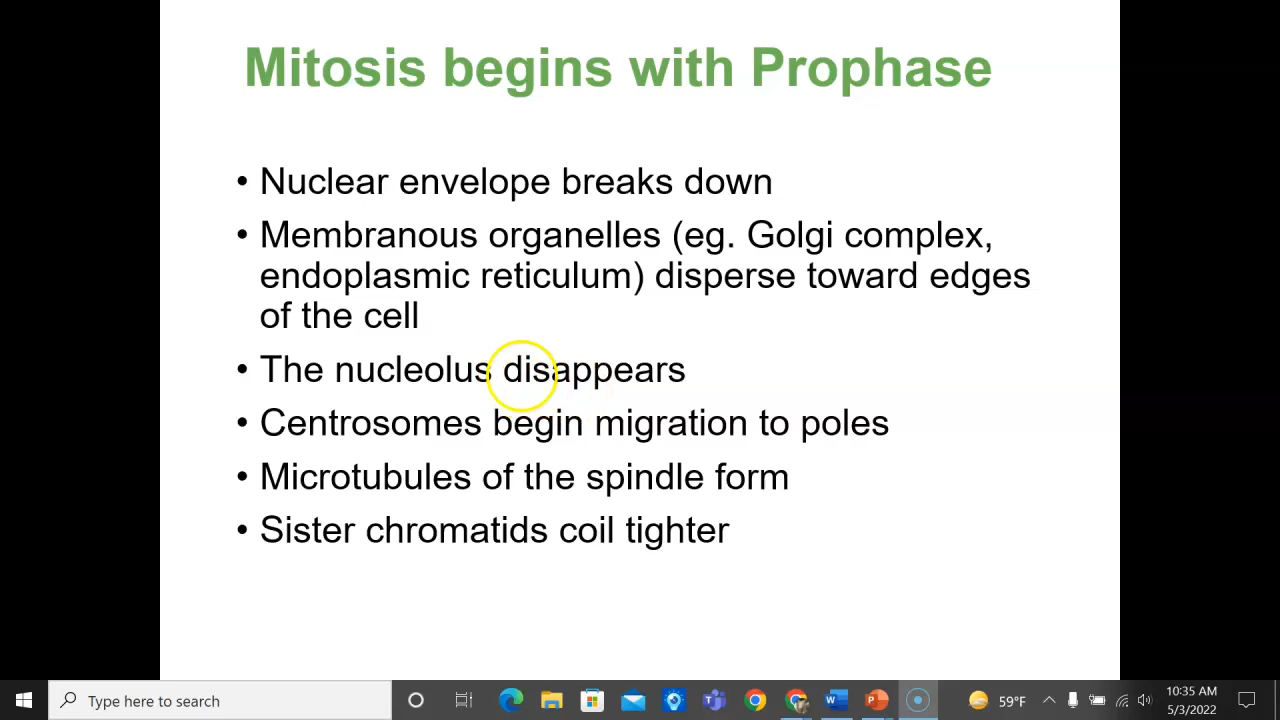 Mitosis begins with Prophase
• Nuclear envelope breaks down
• Membranous organelles (eg. Golgi complex,
endoplasmic reticulum) disperse toward edges
of the cell
• The nucleolus disappears
• Centrosomes begin migration to poles
• Microtubules of the spindle form
• Sister chromatids coil tighter
Type here to search
59°F
10:35 AM
5/3/2022